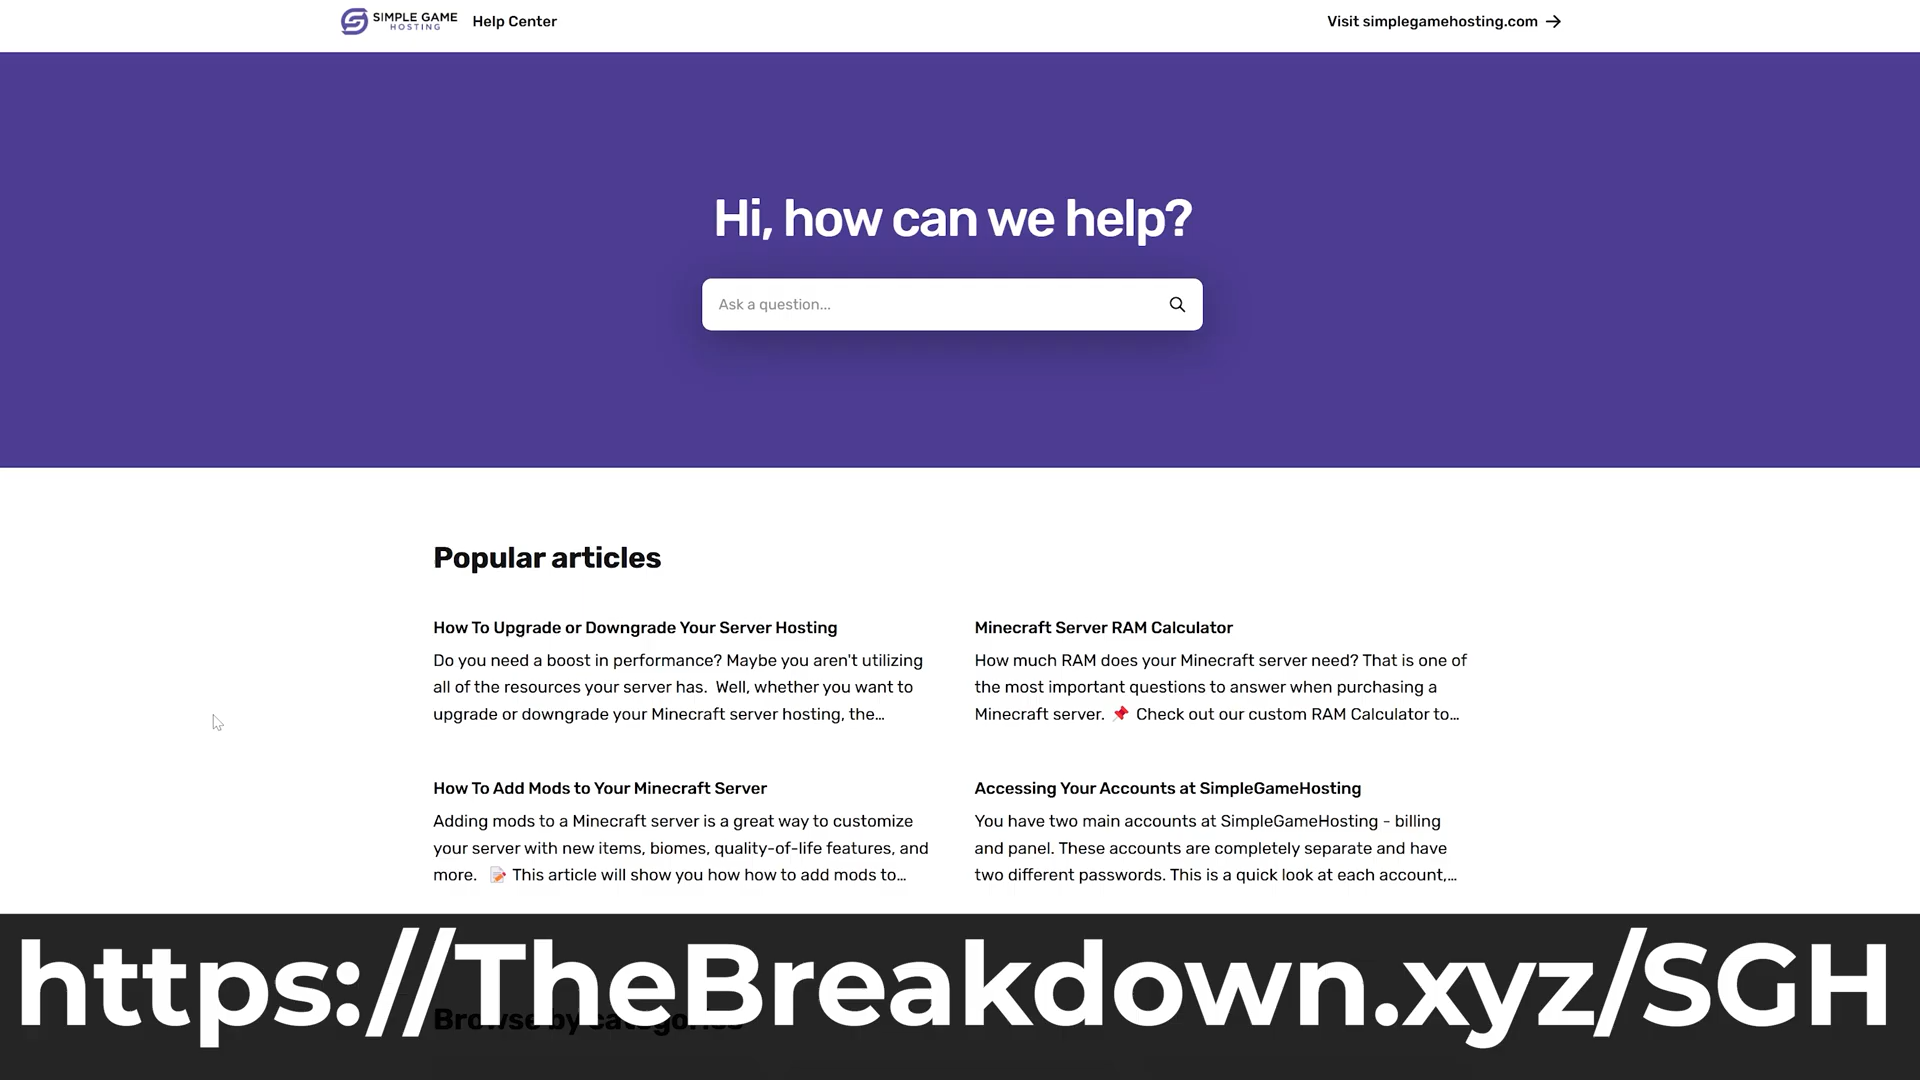 SIMPLE GAME
HOSTING
Help Center
Visit simplegamehosting.com
Hi, how can we help?
Ask a question...
Popular articles
How To Upgrade or Downgrade Your Server Hosting
Do you need a boost in performance? Maybe you aren't utilizing
all of the resources your server has.  Well, whether you want to
upgrade or downgrade your Minecraft server hosting, the...
Minecraft Server RAM Calculator
How much RAM does your Minecraft server need? That is one of
the most important questions to answer when purchasing a
Minecraft server. 📌 Check out our custom RAM Calculator to...
How To Add Mods to Your Minecraft Server
Adding mods to a Minecraft server is a great way to customize
your server with new items, biomes, quality-of-life features, and
more. 📝 This article will show you how how to add mods to...
Accessing Your Accounts at SimpleGameHosting
You have two main accounts at SimpleGameHosting - billing
and panel. These accounts are completely separate and have
two different passwords. This is a quick look at each account,...
https://TheBreakdown.xyz/SGH
Browse by categories